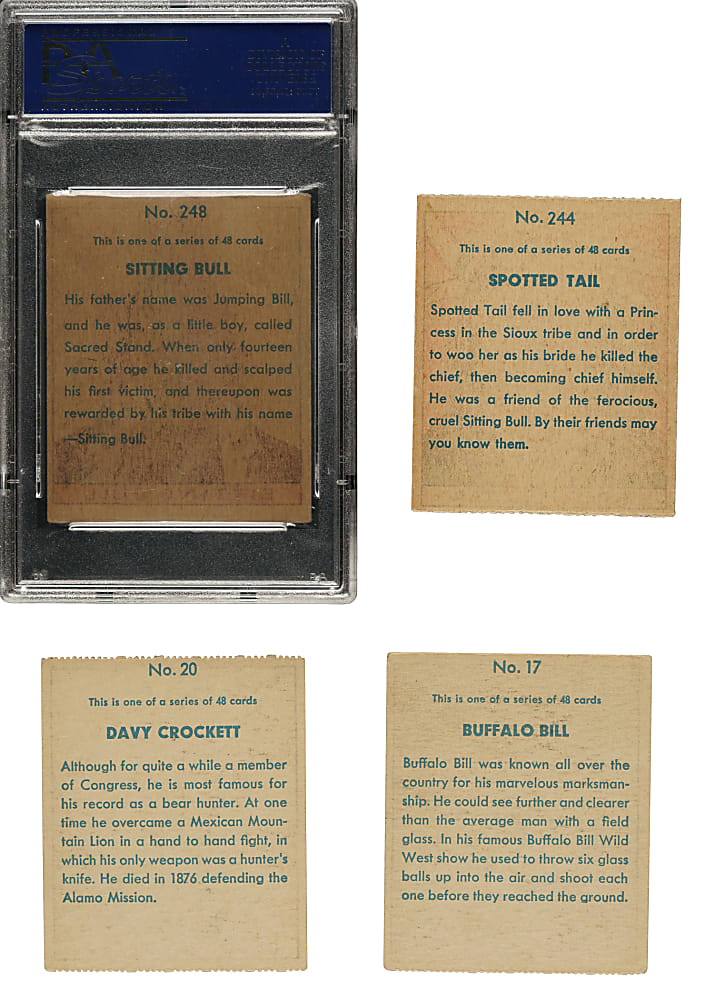 PSA
No. 248
This is one of a series of 48 cards
SITTING BULL
His father's name was Jumping Bill,
and he was, as a little boy, called
Sacred Stand. When only fourteen
years of age he killed and scalped
his first victim, and thereupon was
rewarded by his tribe with his name
—Sitting Bull.
No. 244
This is one of a series of 48 cards
SPOTTED TAIL
Spotted Tail fell in love with a Prin-
cess in the Sioux tribe and in order
to woo her as his bride he killed the
chief, then becoming chief himself.
He was a friend of the ferocious,
cruel Sitting Bull. By their friends may
you know them.
No. 20
This is one of a series of 48 cards
DAVY CROCKETT
Although for quite a while a member
of Congress, he is most famous for
his record as a bear hunter. At one
time he overcame a Mexican Moun-
tain Lion in a hand to hand fight, in
which his only weapon was a hunter's
knife. He died in 1876 defending the
Alamo Mission.
No. 17
This is one of a series of 48 cards
BUFFALO BILL
Buffalo Bill was known all over the
country for his marvelous marksman-
ship. He could see further and clearer
than the average man with a field
glass. In his famous Buffalo Bill Wild
West show he used to throw six glass
balls up into the air and shoot each
one before they reached the ground.